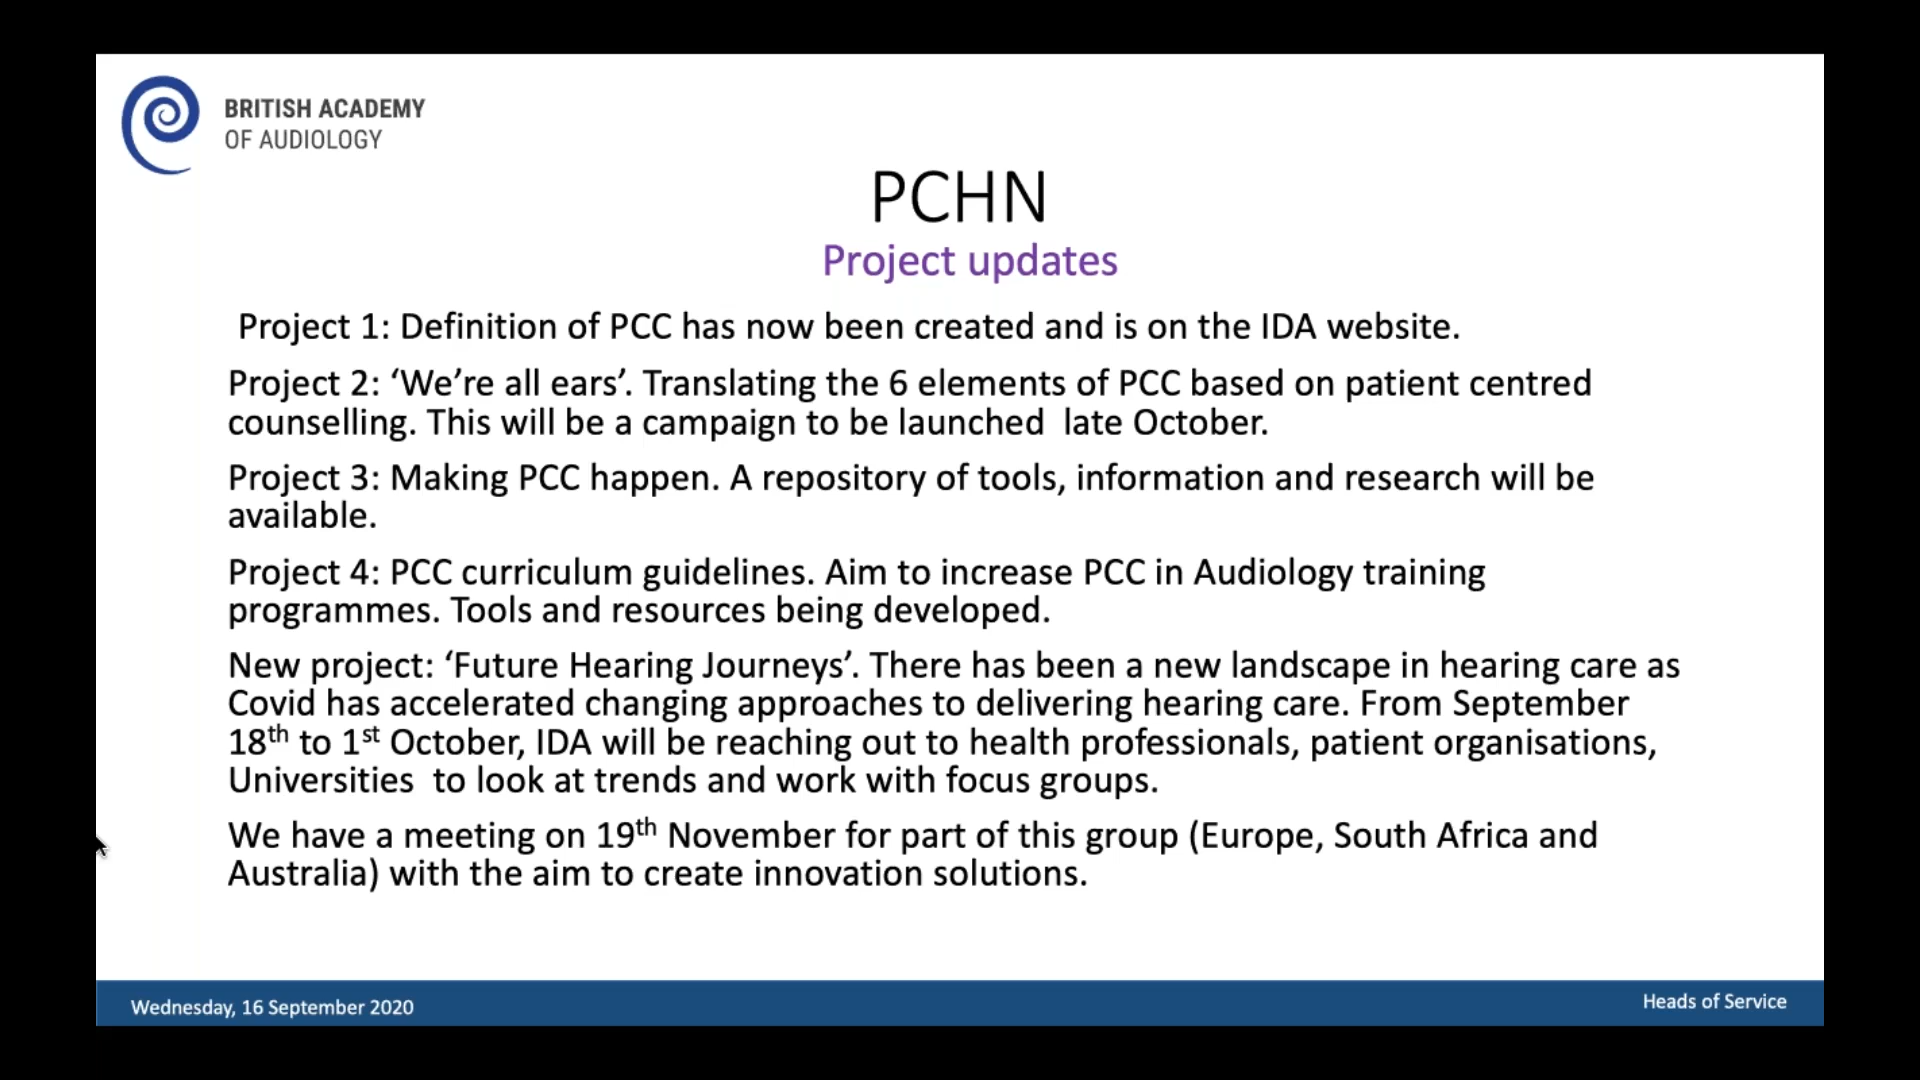 BRITISH ACADEMY
OF AUDIOLOGY
PCHN
Project updates
Project 1: Definition of PCC has now been created and is on the IDA website.
Project 2: ‘We’re all ears’. Translating the 6 elements of PCC based on patient centred
counselling. This will be a campaign to be launched  late October.
Project 3: Making PCC happen. A repository of tools, information and research will be
available.
Project 4: PCC curriculum guidelines. Aim to increase PCC in Audiology training
programmes. Tools and resources being developed.
New project: ‘Future Hearing Journeys’. There has been a new landscape in hearing care as
Covid has accelerated changing approaches to delivering hearing care. From September
18th to 1st October, IDA will be reaching out to health professionals, patient organisations,
Universities  to look at trends and work with focus groups.
We have a meeting on 19th November for part of this group (Europe, South Africa and
Australia) with the aim to create innovation solutions.
Wednesday, 16 September 2020
Heads of Service